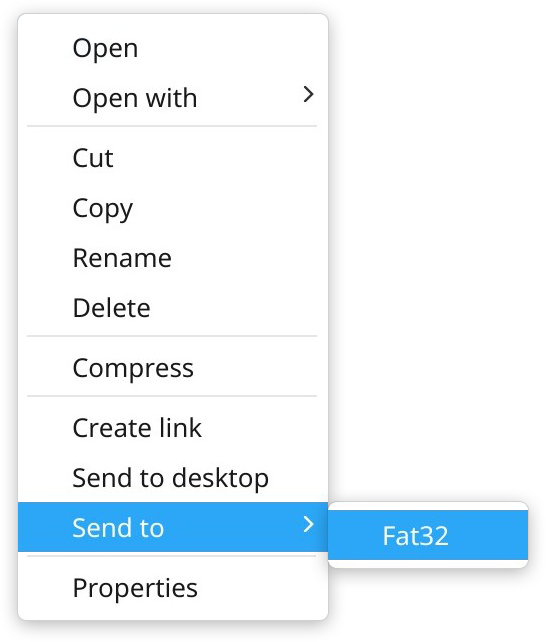 Open
Open with
Cut
Copy
Rename
Delete
Compress
Create link
Send to desktop
Send to
Fat32
Properties